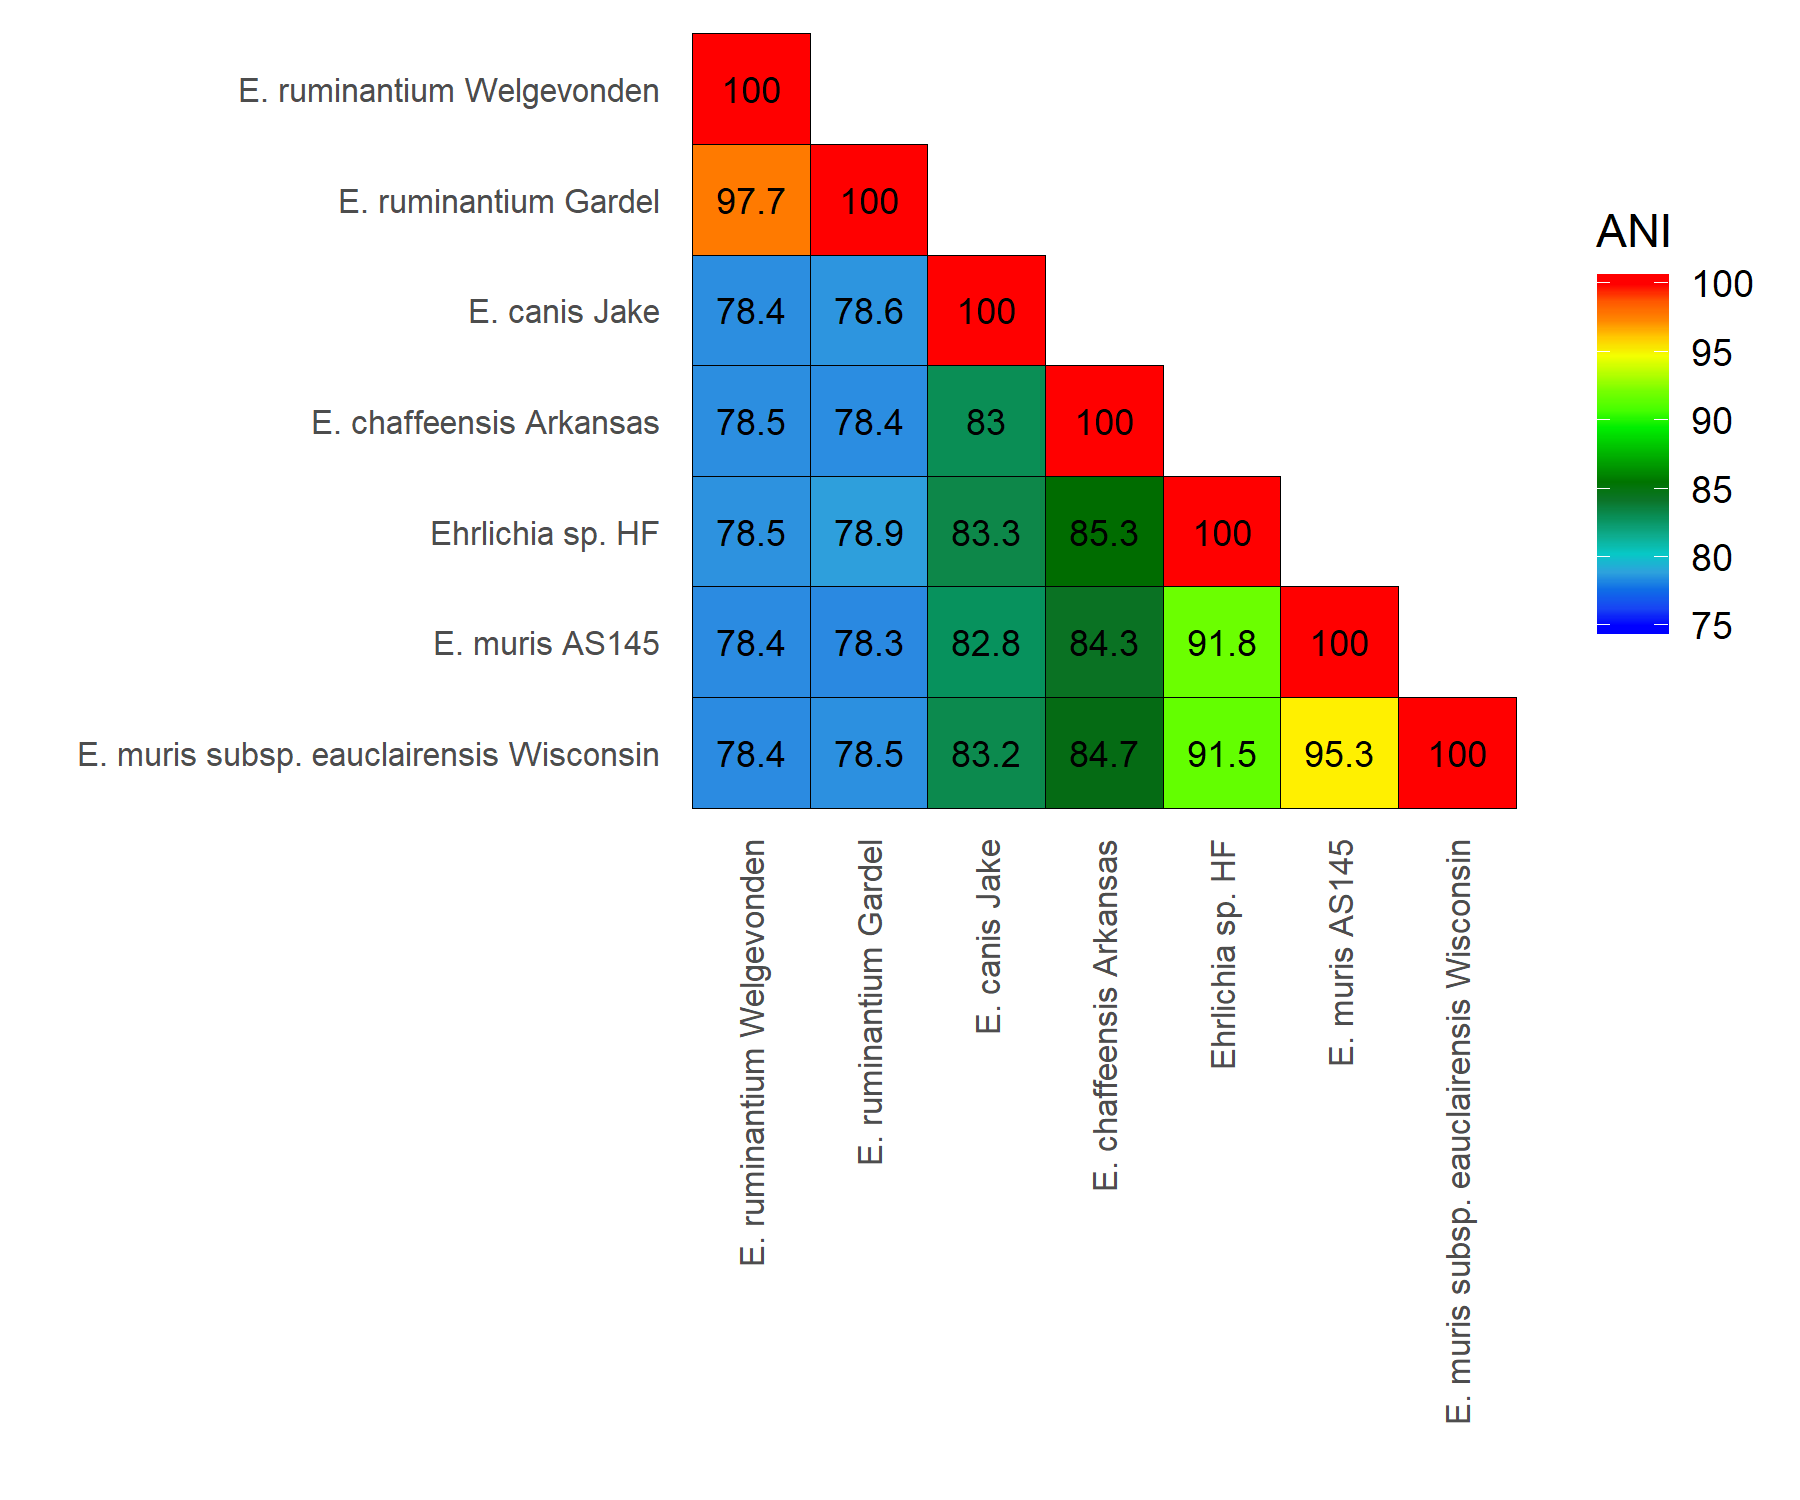 E. ruminantium Welgevonden 100
E. ruminantium Gardel 97.7 100
E. canis Jake 78.4 78.6 100
E. chaffeensis Arkansas 78.5 78.4 83 100
Ehrlichia sp. HF 78.5 78.9 83.3 85.3 100
E. muris AS145 78.4 78.3 82.8 84.3 91.8 100
E. muris subsp. eauclairensis Wisconsin 78.4 78.5 83.2 84.7 91.5 95.3 100
E. ruminantium Welgevonden
E. ruminantium Gardel
E. canis Jake
E. chaffeensis Arkansas
Ehrlichia sp. HF
E. muris AS145
E. muris subsp. eauclairensis Wisconsin
ANI
100
95
90
85
80
75